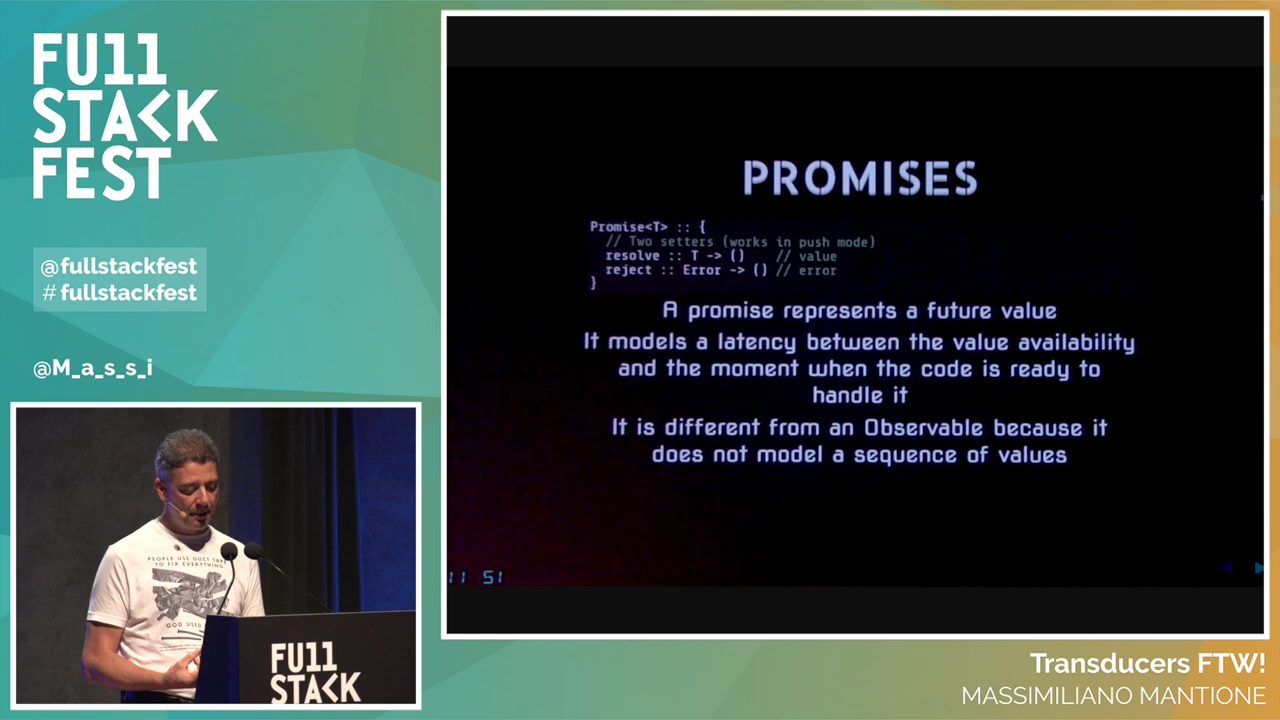 FU11
STACK
FEST
@fullstackfest
# fullstackfest
@M_a_s_s_i
PROMISES
Promise<T> :: {
// Two setters (works in push mode)
resolve :: T -> () // value
reject :: Error -> () // error
}
A promise represents a future value
It models a latency between the value availability
and the moment when the code is ready to
handle it
It is different from an Observable because it
does not model a sequence of values
11 51
PEOPLE USE DUCT TAPE
TO FIX EVERYTHING
GOD USED
FU11
STACK
Transducers FTW!
MASSIMILIANO MANTIONE